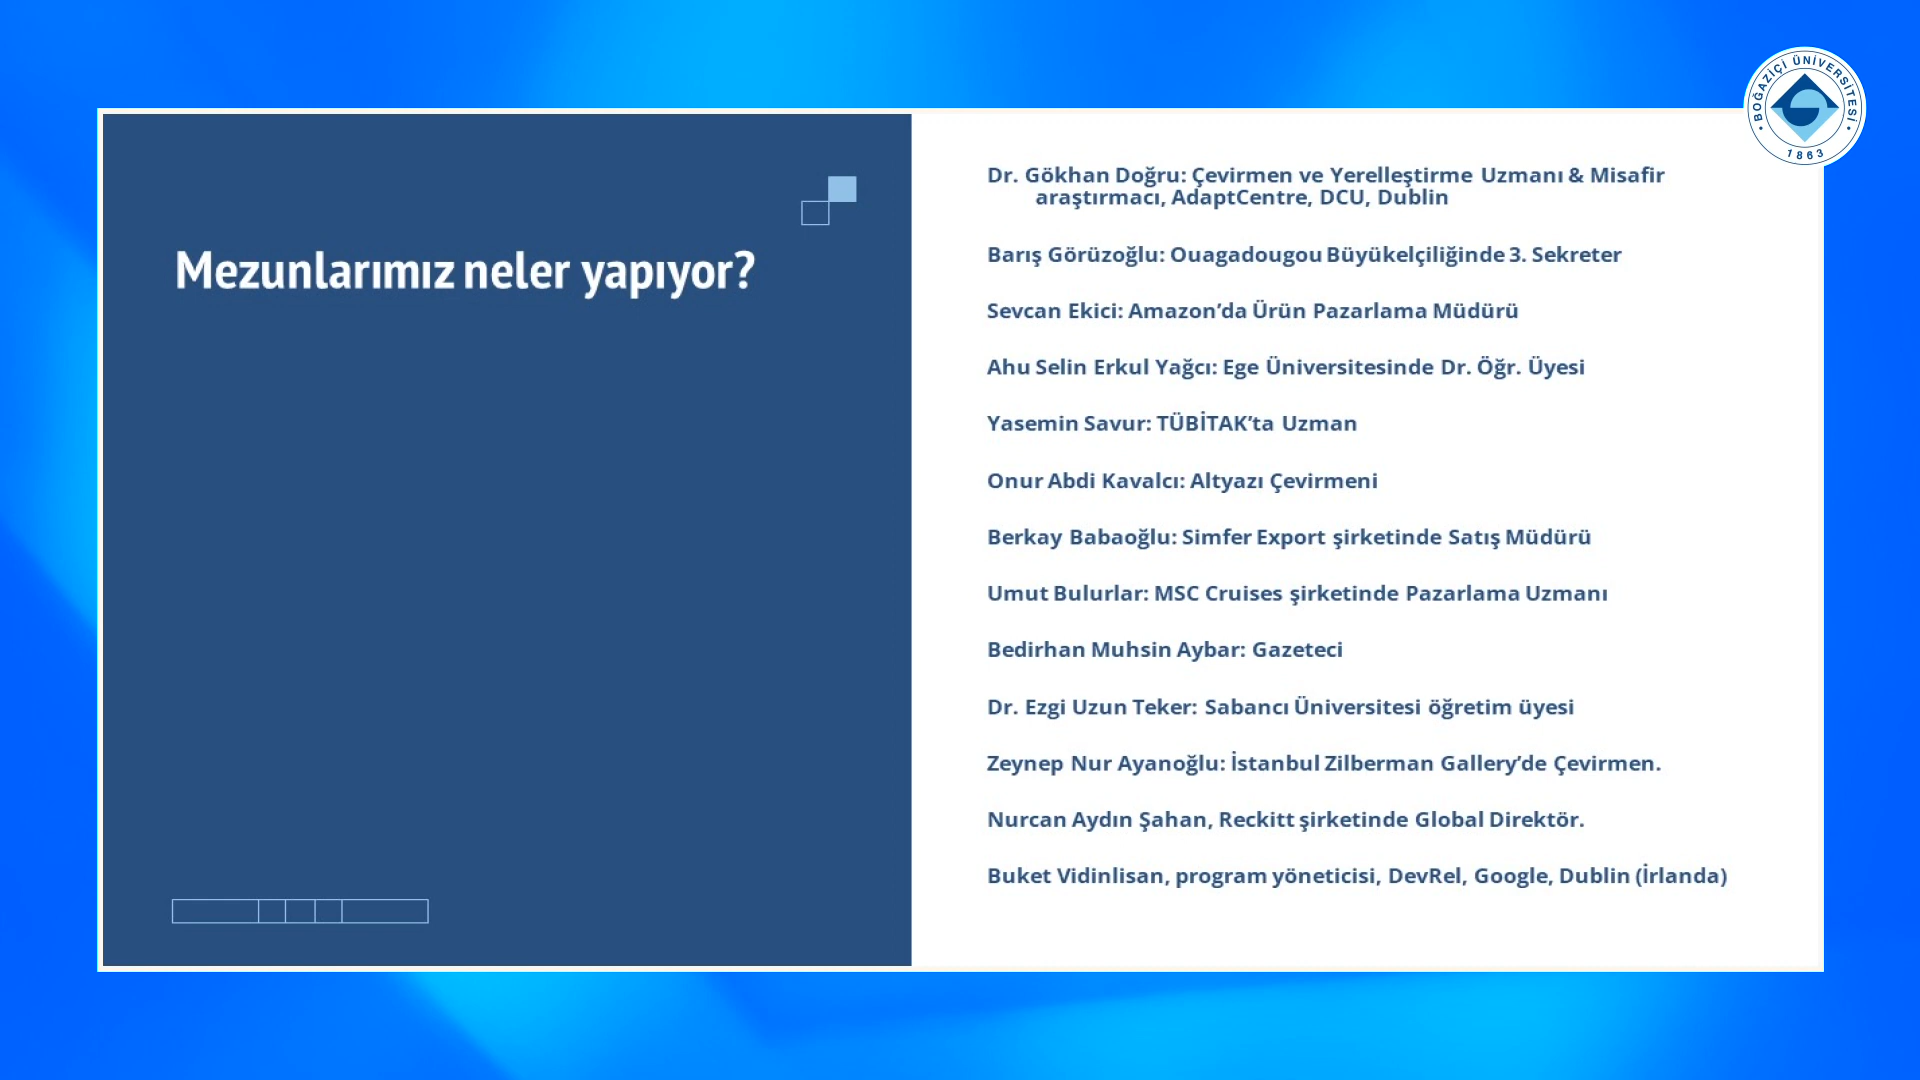 BOĞAZİÇİ ÜNİVERSİTESİ
1863
Mezunlarımız neler yapıyor?
Dr. Gökhan Doğru: Çevirmen ve Yerelleştirme Uzmanı & Misafir
araştırmacı, AdaptCentre, DCU, Dublin
Barış Görüzoğlu: Ouagadougou Büyükelçiliğinde 3. Sekreter
Sevcan Ekici: Amazon’da Ürün Pazarlama Müdürü
Ahu Selin Erkul Yağcı: Ege Üniversitesinde Dr. Öğr. Üyesi
Yasemin Savur: TÜBİTAK’ta Uzman
Onur Abdi Kavalcı: Altyazı Çevirmeni
Berkay Babaoğlu: Simfer Export şirketinde Satış Müdürü
Umut Bulurlar: MSC Cruises şirketinde Pazarlama Uzmanı
Bedirhan Muhsin Aybar: Gazeteci
Dr. Ezgi Uzun Teker: Sabancı Üniversitesi öğretim üyesi
Zeynep Nur Ayanoğlu: İstanbul Zilberman Gallery’de Çevirmen.
Nurcan Aydın Şahan, Reckitt şirketinde Global Direktör.
Buket Vidinlisan, program yöneticisi, DevRel, Google, Dublin (İrlanda)